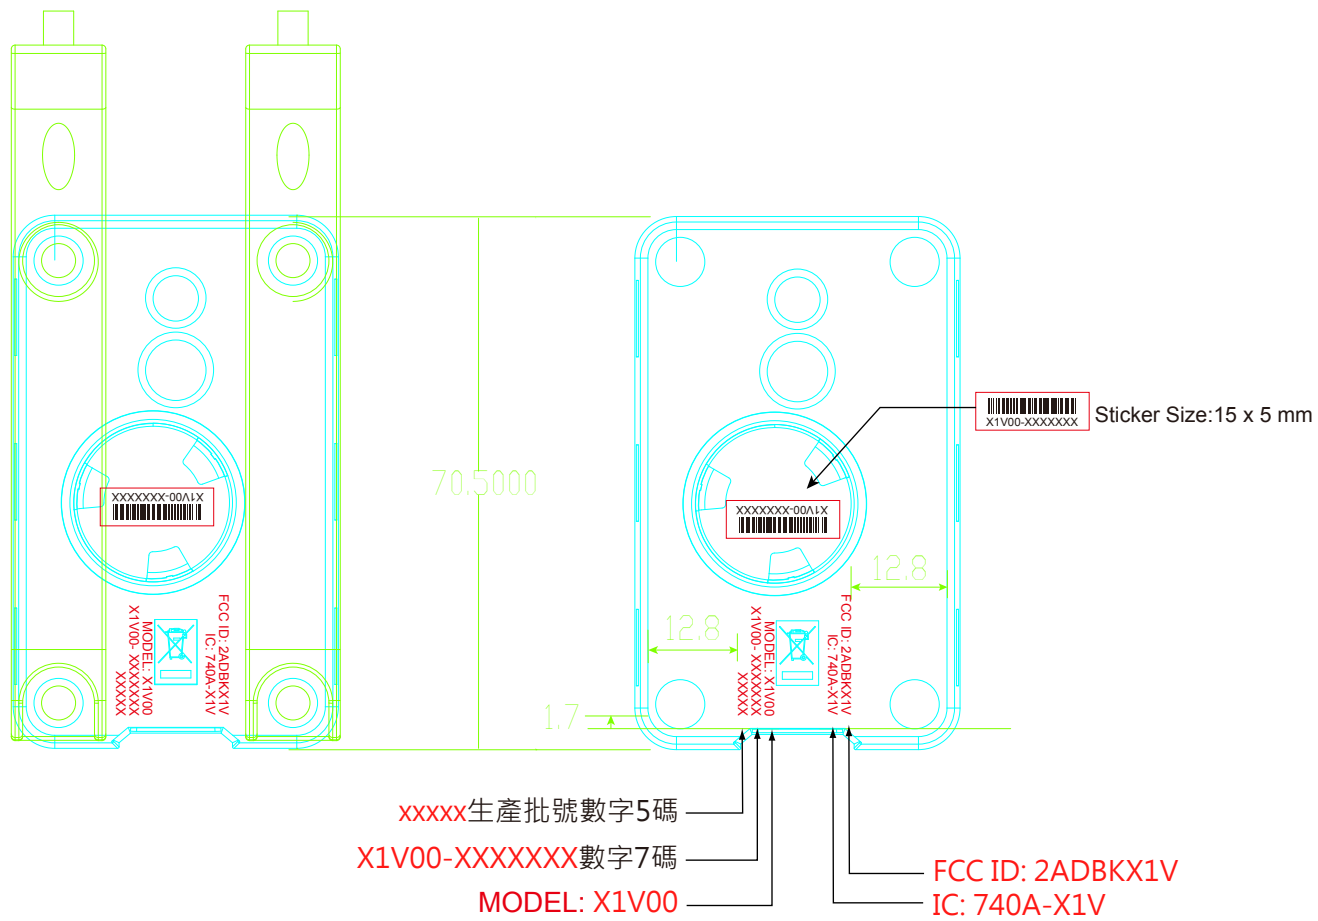 X1V00-XXXXXXX
Sticker Size:15 x 5 mm
70.5000
X1V00-XXXXXXX
X1V00-XXXXXXX
12.8
12.8
1.7
FCC ID: 2ADBKX1V
IC: 740A-X1V
MODEL: X1V00
X1V00- XXXXXXX
XXXXX
FCC ID: 2ADBKX1V
IC: 740A-X1V
MODEL: X1V00
X1V00- XXXXXXX
XXXXX
xxxxx生產批號數字5碼
X1V00-XXXXXXX數字7碼
MODEL: X1V00
FCC ID: 2ADBKX1V
IC: 740A-X1V